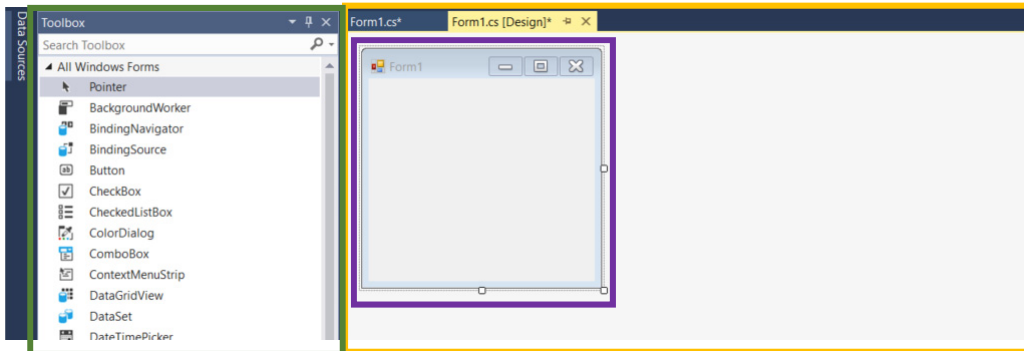 Data Sources
Toolbox
Search Toolbox
All Windows Forms
Pointer
BackgroundWorker
BindingNavigator
BindingSource
Button
CheckBox
CheckedListBox
ColorDialog
ComboBox
ContextMenuStrip
DataGridView
DataSet
DateTimePicker
Form1.cs*
Form1.cs [Design]*
Form1